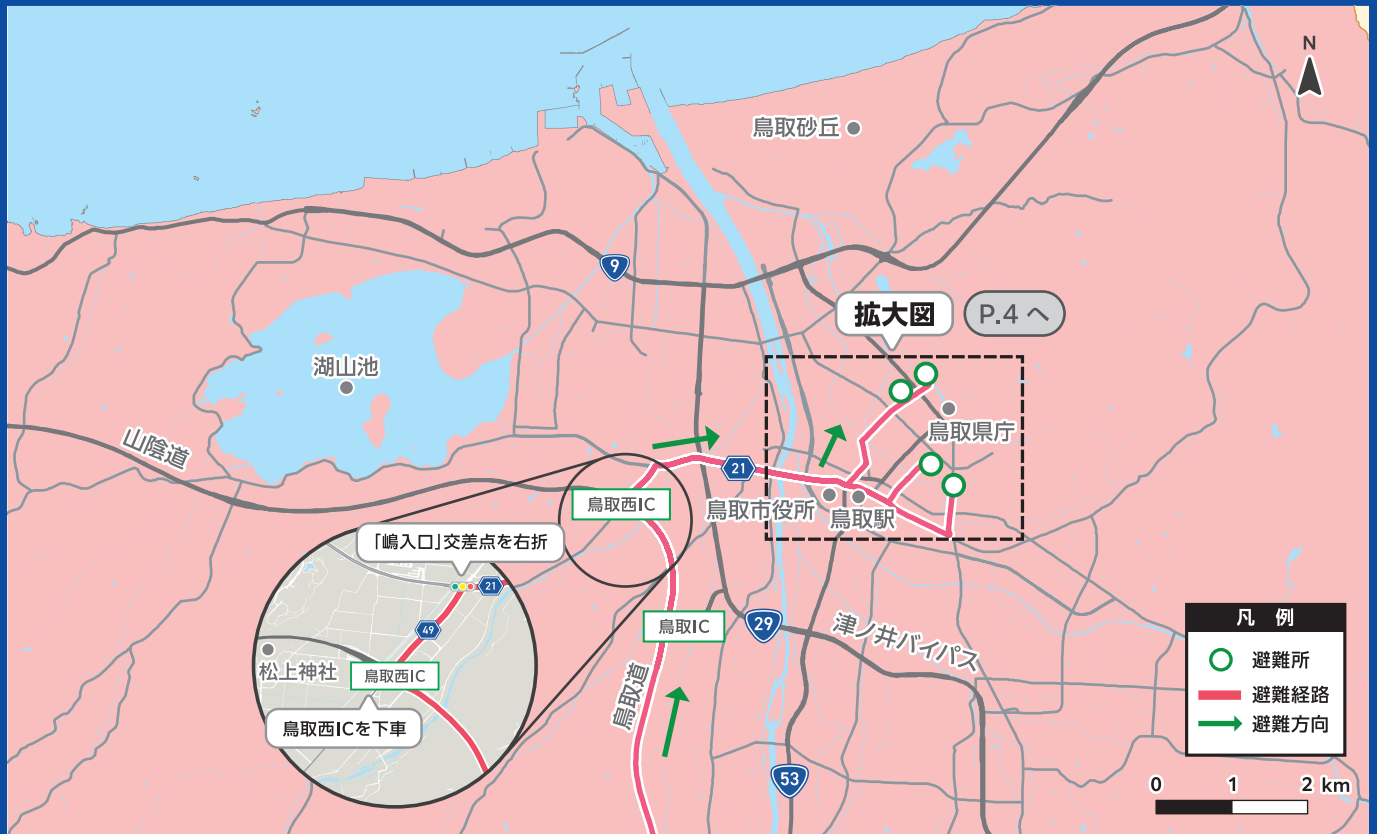 N
鳥取砂丘
9
拡大図
P.4 へ
湖山池
鳥取県庁
山陰道
21
鳥取西IC
鳥取市役所
鳥取駅
「嶋入口」交差点を右折
21
49
松上神社
鳥取西IC
鳥取西ICを下車
鳥取IC
29
津ノ井バイパス
鳥取道
53
凡 例
避難所
避難経路
避難方向
0 1 2 km